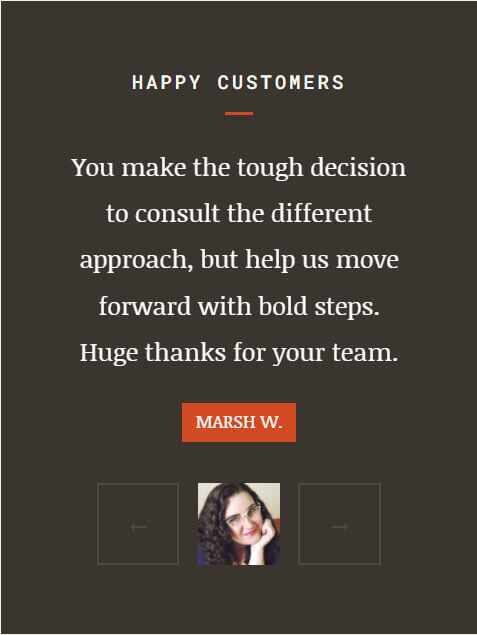 HAPPY CUSTOMERS
You make the tough decision
to consult the different
approach, but help us move
forward with bold steps.
Huge thanks for your team.
MARSH W.